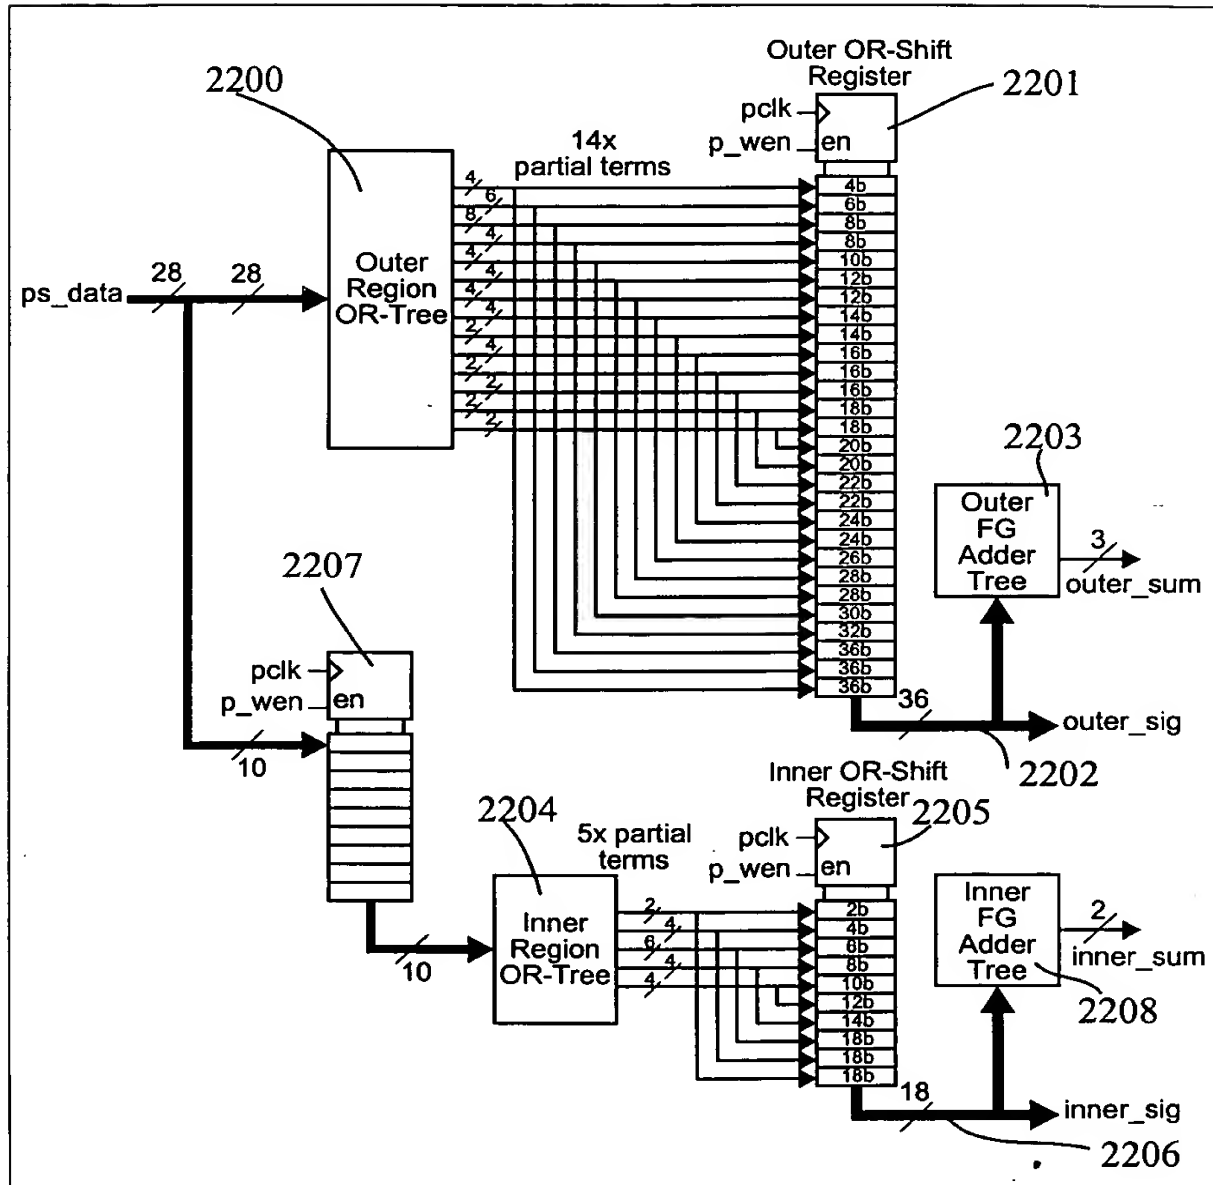 Outer OR-Shift
Register
2200
2201
pclk
p_wen
en
14x
partial terms
4
6
8
4
4
4
4
4
2
4
2
2
2
2
4b
6b
8b
8b
10b
12b
12b
14b
14b
16b
16b
16b
18b
18b
20b
20b
22b
22b
24b
24b
26b
28b
28b
30b
32b
36b
36b
36b
Outer
Region
OR-Tree
ps_data
28
28
2203
Outer
FG
Adder
Tree
3
outer_sum
2207
pclk
p_wen
en
10
36
outer_sig
2202
Inner OR-Shift
Register
2204
2205
5x partial
terms
pclk
p_wen
en
Inner
Region
OR-Tree
10
2
4
6
4
4
2b
4b
6b
8b
10b
12b
14b
18b
18b
18b
Inner
FG
Adder
Tree
2
inner_sum
2208
18
inner_sig
2206